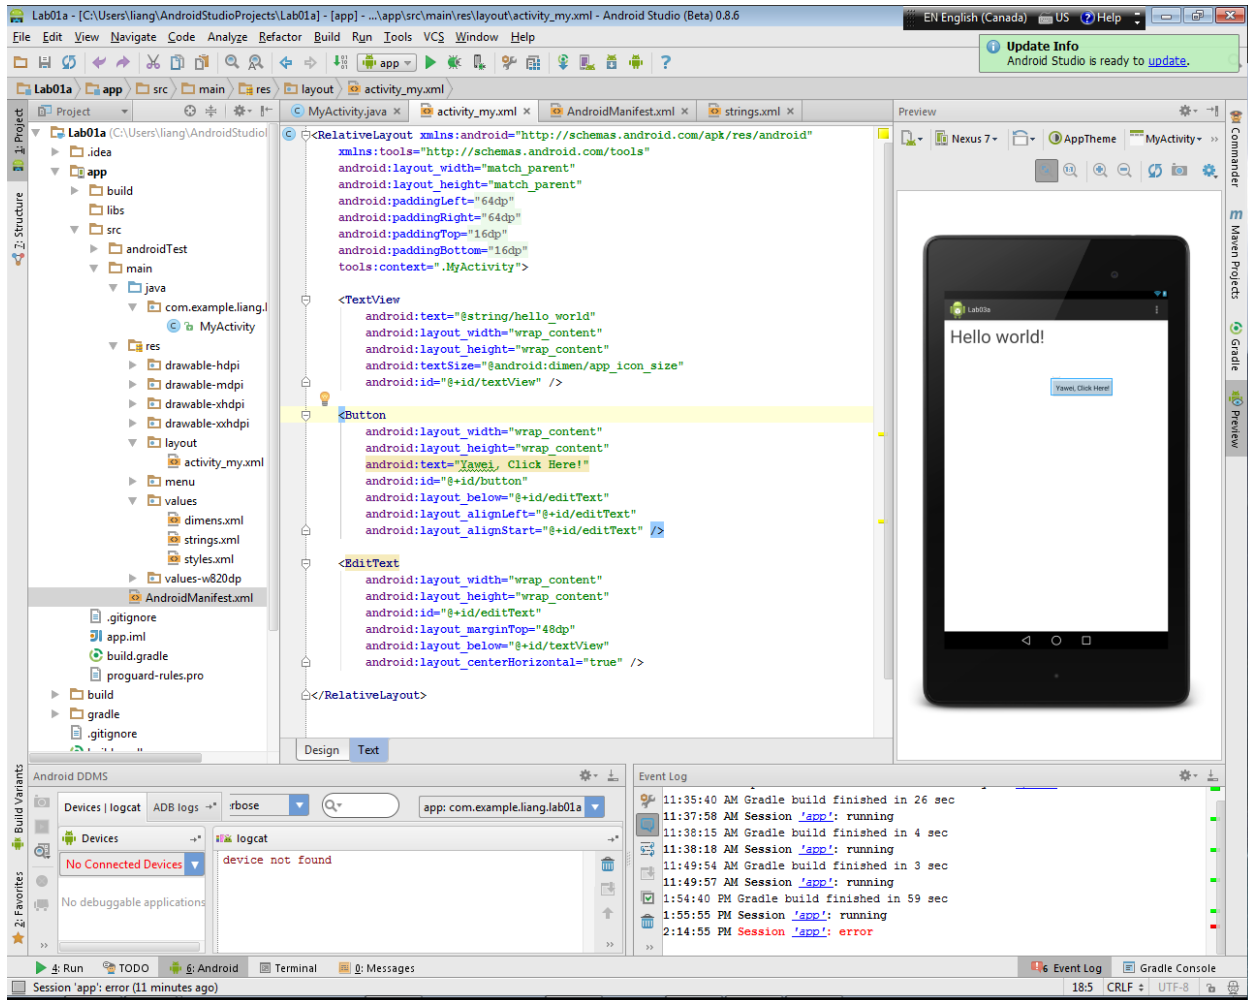 Lab01a - [C:\Users\liang\AndroidStudioProjects\Lab01a] - [app] - ...\app\src\main\res\layout\activity_my.xml - Android Studio (Beta) 0.8.6
EN English (Canada) US Help
File Edit View Navigate Code Analyze Refactor Build Run Tools VCS Window Help
Update Info
Android Studio is ready to update.
app
Lab01a app src main res layout activity_my.xml
Project
MyActivity.java activity_my.xml AndroidManifest.xml strings.xml
Preview
1: Project
Z: Structure
Build Variants
2: Favorites
Lab01a (C:\Users\liang\AndroidStudioI
.idea
app
build
libs
src
androidTest
main
java
com.example.liang.l
MyActivity
res
drawable-hdpi
drawable-mdpi
drawable-xhdpi
drawable-xxhdpi
layout
activity_my.xml
menu
values
dimens.xml
strings.xml
styles.xml
values-w820dp
AndroidManifest.xml
.gitignore
app.iml
build.gradle
proguard-rules.pro
build
gradle
.gitignore
<RelativeLayout xmlns:android="http://schemas.android.com/apk/res/android"
xmlns:tools="http://schemas.android.com/tools"
android:layout_width="match_parent"
android:layout_height="match_parent"
android:paddingLeft="64dp"
android:paddingRight="64dp"
android:paddingTop="16dp"
android:paddingBottom="16dp"
tools:context=".MyActivity">
<TextView
android:text="@string/hello_world"
android:layout_width="wrap_content"
android:layout_height="wrap_content"
android:textSize="@android:dimen/app_icon_size"
android:id="@+id/textView" />
<Button
android:layout_width="wrap_content"
android:layout_height="wrap_content"
android:text="Yawei, Click Here!"
android:id="@+id/button"
android:layout_below="@+id/editText"
android:layout_alignLeft="@+id/editText"
android:layout_alignStart="@+id/editText" />
<EditText
android:layout_width="wrap_content"
android:layout_height="wrap_content"
android:id="@+id/editText"
android:layout_marginTop="48dp"
android:layout_below="@+id/textView"
android:layout_centerHorizontal="true" />
</RelativeLayout>
Design Text
Nexus 7 AppTheme MyActivity
Lab03a
Hello world!
Yawei, Click Here!
Commander
Maven Projects
Gradle
Preview
Android DDMS
Devices | logcat ADB logs rbose app: com.example.liang.lab01a
Devices logcat
No Connected Devices
No debuggable applications
device not found
Event Log
11:35:40 AM Gradle build finished in 26 sec
11:37:58 AM Session 'app': running
11:38:15 AM Gradle build finished in 4 sec
11:38:18 AM Session 'app': running
11:49:54 AM Gradle build finished in 3 sec
11:49:57 AM Session 'app': running
1:54:40 PM Gradle build finished in 59 sec
1:55:55 PM Session 'app': running
2:14:55 PM Session 'app': error
4: Run TODO 6: Android Terminal 0: Messages 6 Event Log Gradle Console
Session 'app': error (11 minutes ago) 18:5 CRLF UTF-8